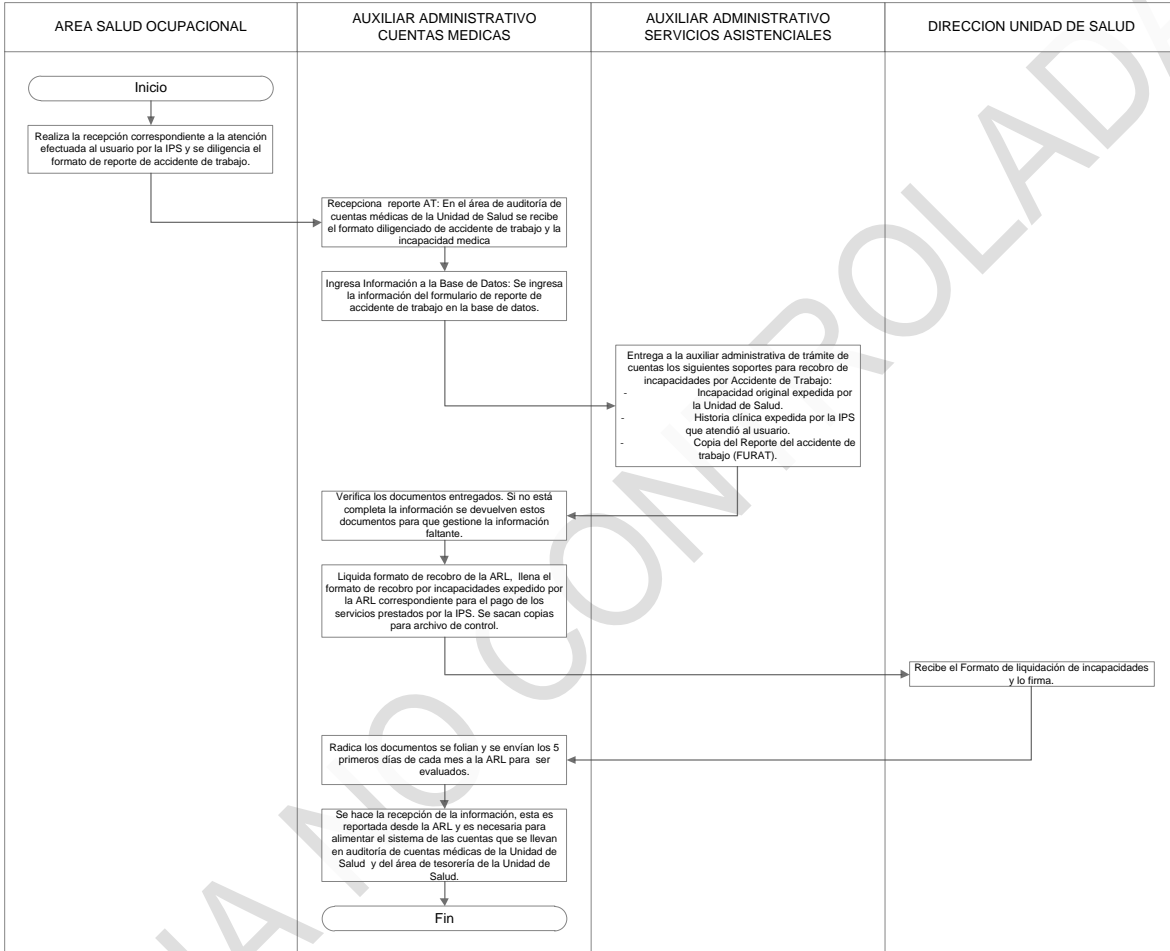 AREA SALUD OCUPACIONAL
AUXILIAR ADMINISTRATIVO
CUENTAS MEDICAS
AUXILIAR ADMINISTRATIVO
SERVICIOS ASISTENCIALES
DIRECCION UNIDAD DE SALUD
Inicio
Realiza la recepción correspondiente a la atención
efectuada al usuario por la IPS y se diligencia el
formato de reporte de accidente de trabajo.
Recepciona reporte AT: En el área de auditoría de
cuentas médicas de la Unidad de Salud se recibe
el formato diligenciado de accidente de trabajo y la
incapacidad medica
Ingresa Información a la Base de Datos: Se ingresa
la información del formulario de reporte de
accidente de trabajo en la base de datos.
Entrega a la auxiliar administrativa de trámite de
cuentas los siguientes soportes para recobro de
incapacidades por Accidente de Trabajo:
- Incapacidad original expedida por
la Unidad de Salud.
- Historia clínica expedida por la IPS
que atendió al usuario.
- Copia del Reporte del accidente de
trabajo (FURAT).
Verifica los documentos entregados. Si no está
completa la información se devuelven estos
documentos para que gestione la información
faltante.
Liquida formato de recobro de la ARL, llena el
formato de recobro por incapacidades expedido por
la ARL correspondiente para el pago de los
servicios prestados por la IPS. Se sacan copias
para archivo de control.
Recibe el Formato de liquidación de incapacidades
y lo firma.
Radica los documentos se folian y se envían los 5
primeros días de cada mes a la ARL para ser
evaluados.
Se hace la recepción de la información, esta es
reportada desde la ARL y es necesaria para
alimentar el sistema de las cuentas que se llevan
en auditoría de cuentas médicas de la Unidad de
Salud y del área de tesorería de la Unidad de
Salud.
Fin
NO CONTROLADA